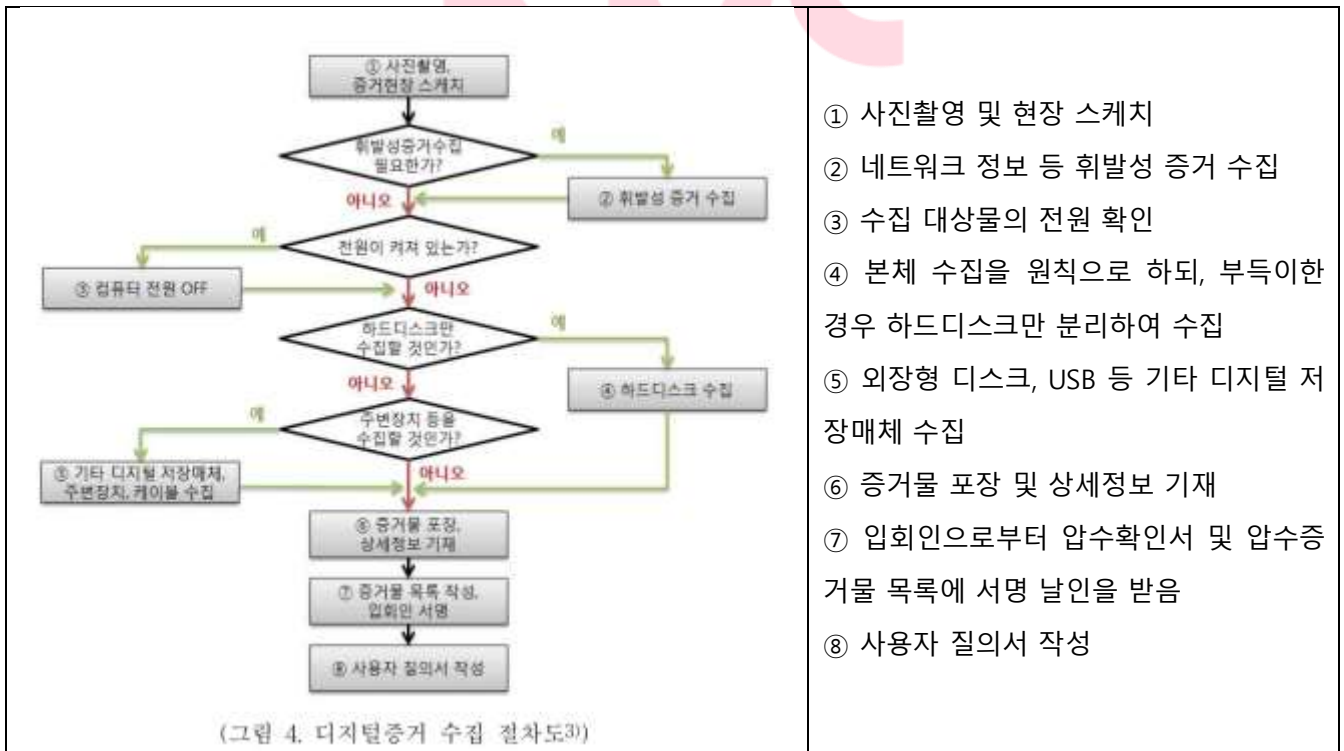 ① 사진촬영,
증거현장 스케치
휘발성증거수집
필요한가?
예
아니오
② 휘발성 증거 수집
전원이 켜져 있는가?
예
③ 컴퓨터 전원 OFF
아니오
하드디스크만
수집할 것인가?
예
아니오
④ 하드디스크 수집
주변장치 등을
수집할 것인가?
예
⑤ 기타 디지털 저장매체,
주변장치, 케이블 수집
아니오
⑥ 증거물 포장,
상세정보 기재
⑦ 증거물 목록 작성,
입회인 서명
⑧ 사용자 질의서 작성
(그림 4. 디지털증거 수집 절차도3))
① 사진촬영 및 현장 스케치
② 네트워크 정보 등 휘발성 증거 수집
③ 수집 대상물의 전원 확인
④ 본체 수집을 원칙으로 하되, 부득이한
경우 하드디스크만 분리하여 수집
⑤ 외장형 디스크, USB 등 기타 디지털 저
장매체 수집
⑥ 증거물 포장 및 상세정보 기재
⑦ 입회인으로부터 압수확인서 및 압수증
거물 목록에 서명 날인을 받음
⑧ 사용자 질의서 작성